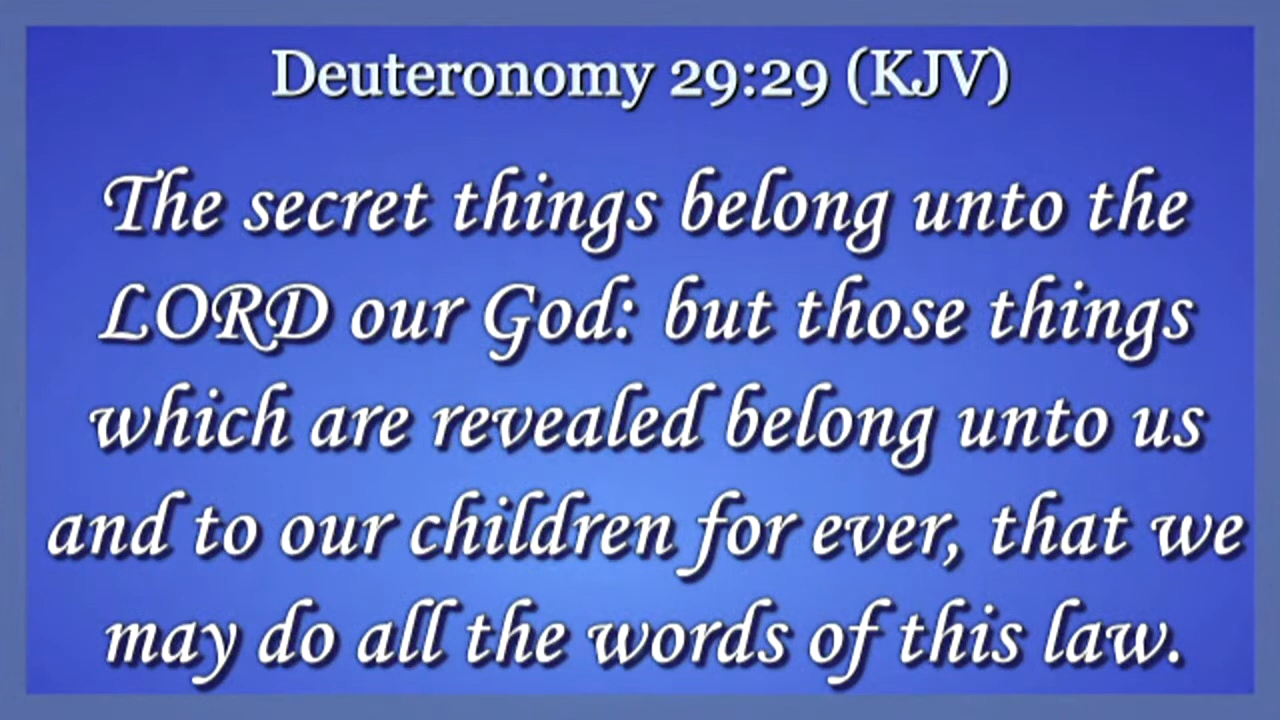 Deuteronomy 29:29 (KJV)
The secret things belong unto the
LORD our God: but those things
which are revealed belong unto us
and to our children for ever, that we
may do all the words of this law.